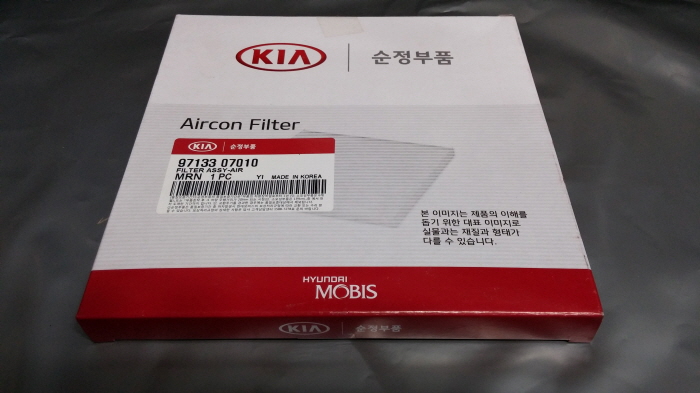 KIA 순정부품
Aircon Filter
KIA 순정부품
97133 07010
FILTER ASSY-AIR
MRN 1 PC YI MADE IN KOREA
본 이미지는 제품의 이해를
돕기 위한 대표 이미지로
실물과는 재질과 형태가
다를 수 있습니다.
HYUNDAI
MOBIS
KIA 순정부품